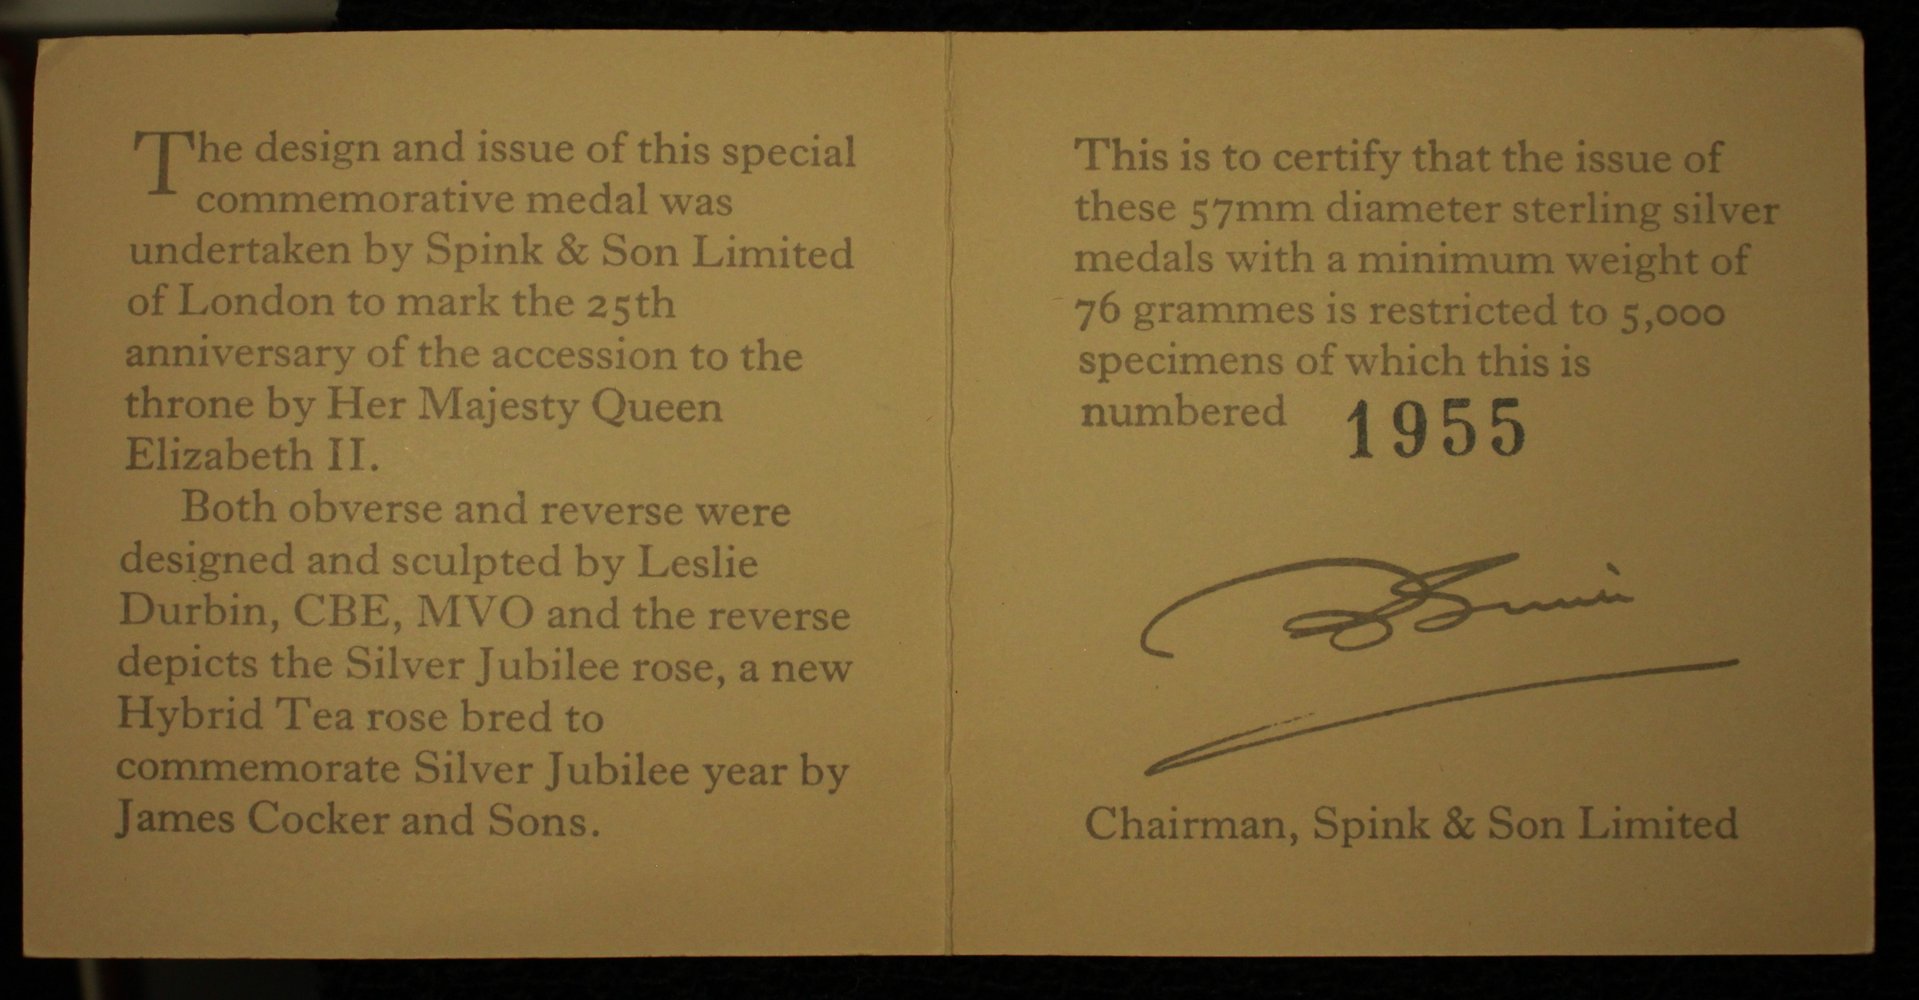 The design and issue of this special
commemorative medal was
undertaken by Spink & Son Limited
of London to mark the 25th
anniversary of the accession to the
throne by Her Majesty Queen
Elizabeth II.
Both obverse and reverse were
designed and sculpted by Leslie
Durbin, CBE, MVO and the reverse
depicts the Silver Jubilee rose, a new
Hybrid Tea rose bred to
commemorate Silver Jubilee year by
James Cocker and Sons.
This is to certify that the issue of
these 57mm diameter sterling silver
medals with a minimum weight of
76 grammes is restricted to 5,000
specimens of which this is
numbered 1955
Chairman, Spink & Son Limited